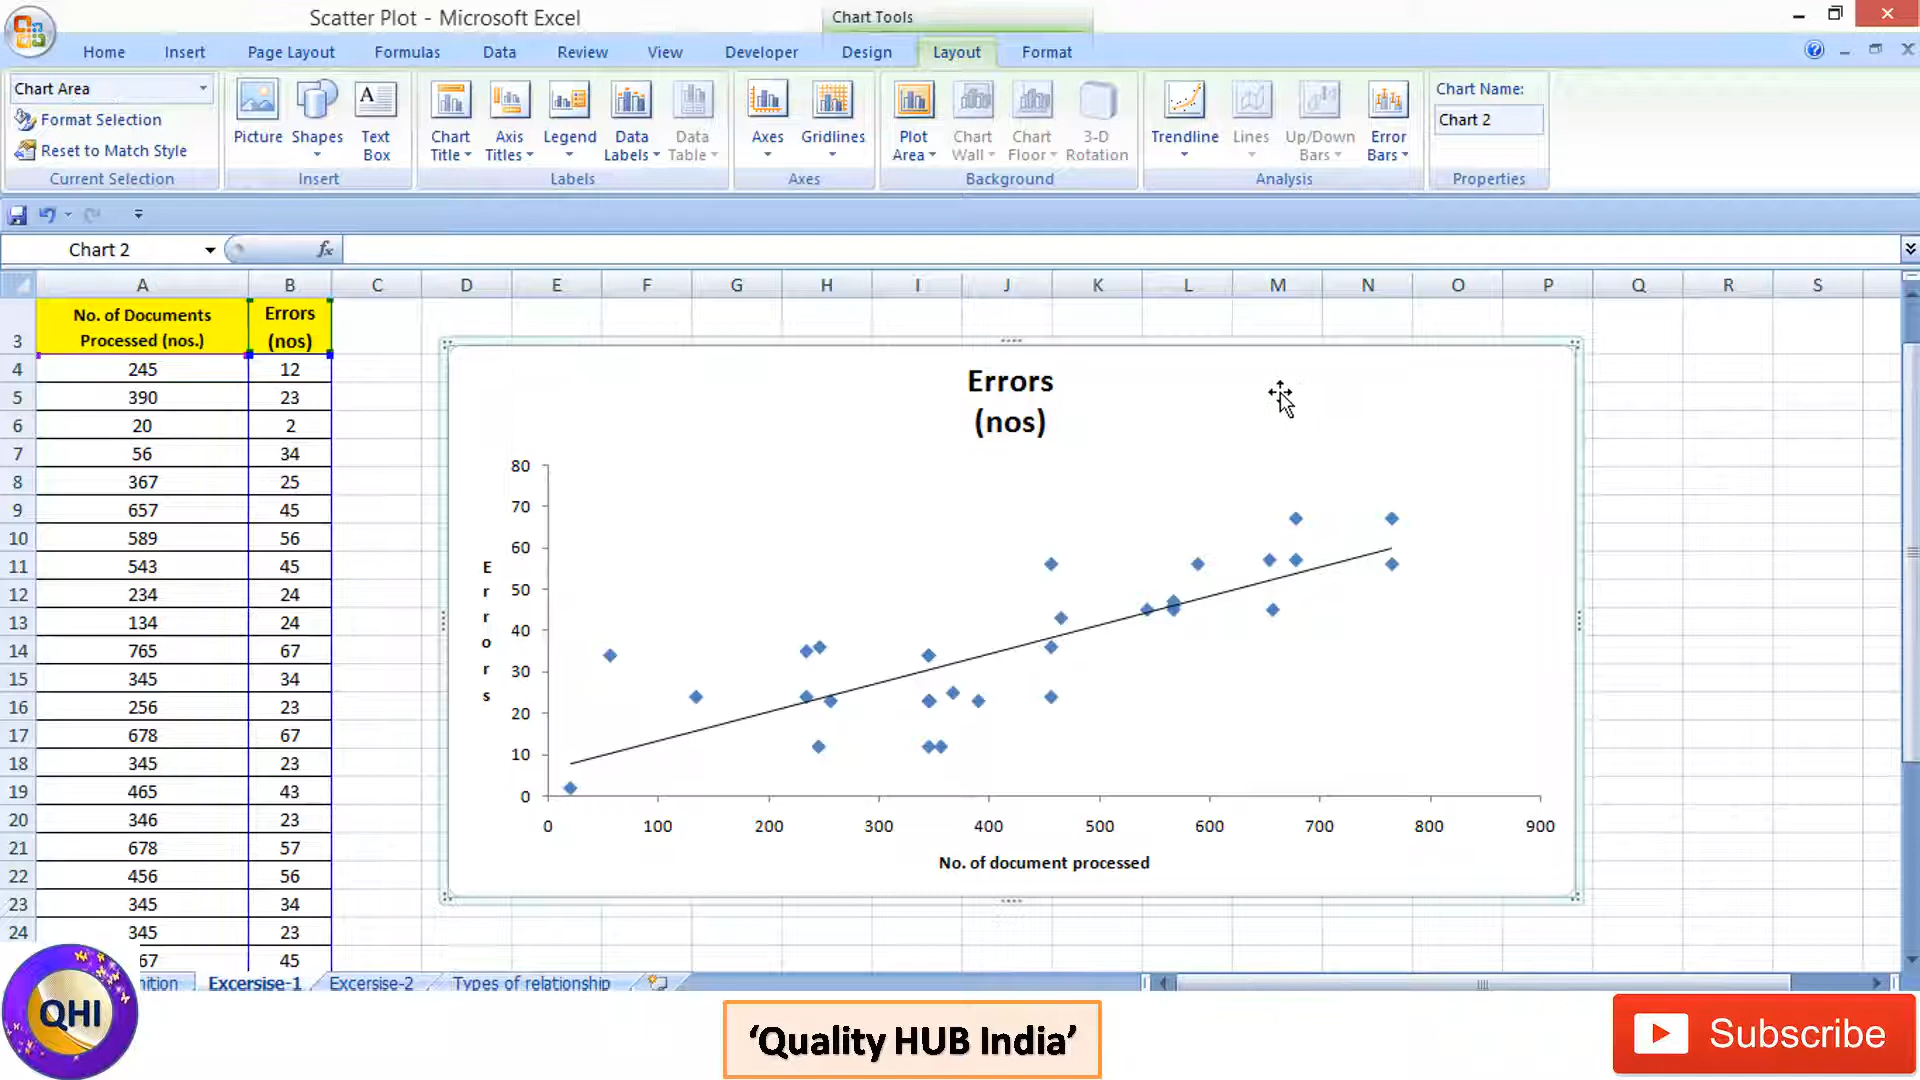 Scatter Plot - Microsoft Excel
Chart Tools
Home Insert Page Layout Formulas Data Review View Developer Design Layout Format
Chart Area
Format Selection
Reset to Match Style
Current Selection
Picture Shapes Text Box
Insert
Chart Title Axis Titles Legend Data Labels Data Table
Labels
Axes Gridlines
Axes
Plot Area Chart Wall Chart Floor 3-D Rotation
Background
Trendline Lines Up/Down Bars Error Bars
Analysis
Chart Name:
Chart 2
Properties
Chart 2 fx
A B C D E F G H I J K L M N O P Q R S
3 No. of Documents Processed (nos.) Errors (nos)
4 245 12
5 390 23
6 20 2
7 56 34
8 367 25
9 657 45
10 589 56
11 543 45
12 234 24
13 134 24
14 765 67
15 345 34
16 256 23
17 678 67
18 345 23
19 465 43
20 346 23
21 678 57
22 456 56
23 345 34
24 345 23
67 45
Errors
(nos)
80
70
60
50
40
30
20
10
0
Errors
0 100 200 300 400 500 600 700 800 900
No. of document processed
nition Excersise-1 Excersise-2 Types of relationship
QHI
‘Quality HUB India’
Subscribe